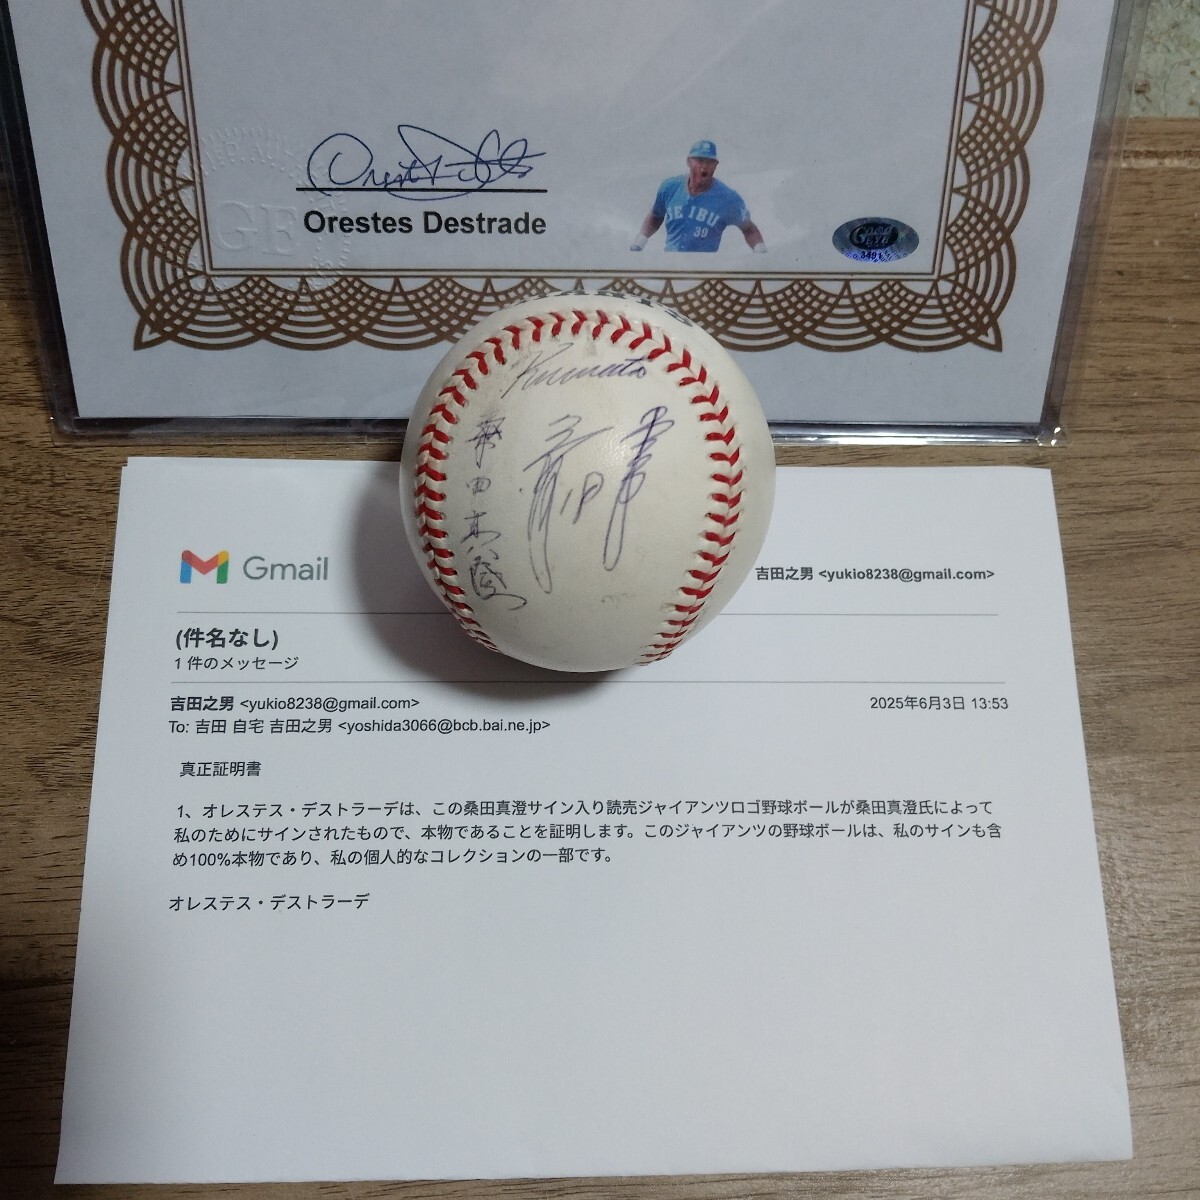 Orestes Destrade
GE
SEIBU
39
Good
EYE
3491
Kuwata
Gmail
吉田之男 <yukio8238@gmail.com>
(件名なし)
1 件のメッセージ
吉田之男 <yukio8238@gmail.com>
2025年6月3日 13:53
To: 吉田 自宅 吉田之男 <yoshida3066@bcb.bai.ne.jp>
真正証明書
1、オレステス・デストラーデは、この桑田真澄サイン入り読売ジャイアンツロゴ野球ボールが桑田真澄氏によって
私のためにサインされたもので、本物であることを証明します。このジャイアンツの野球ボールは、私のサインも含
め100%本物であり、私の個人的なコレクションの一部です。
オレステス・デストラーデ